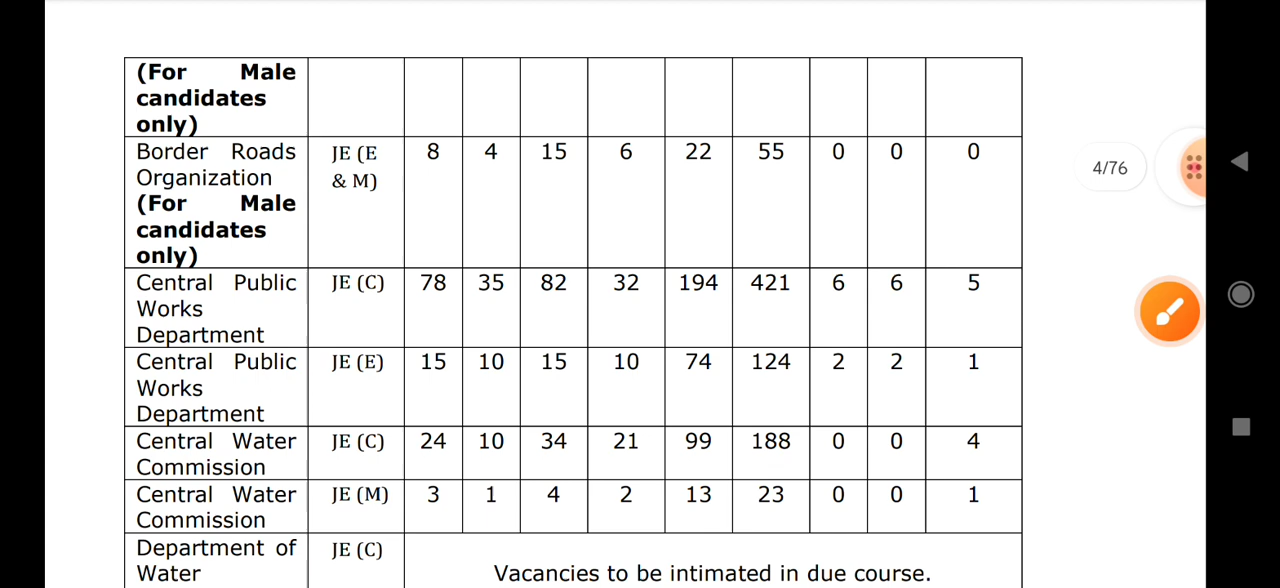 (For Male
candidates
only)
Border Roads JE (E 8 4 15 6 22 55 0 0 0
Organization & M)
(For Male
candidates
only)
Central Public JE (C) 78 35 82 32 194 421 6 6 5
Works
Department
Central Public JE (E) 15 10 15 10 74 124 2 2 1
Works
Department
Central Water JE (C) 24 10 34 21 99 188 0 0 4
Commission
Central Water JE (M) 3 1 4 2 13 23 0 0 1
Commission
Department of JE (C)
Water Vacancies to be intimated in due course.
4/76